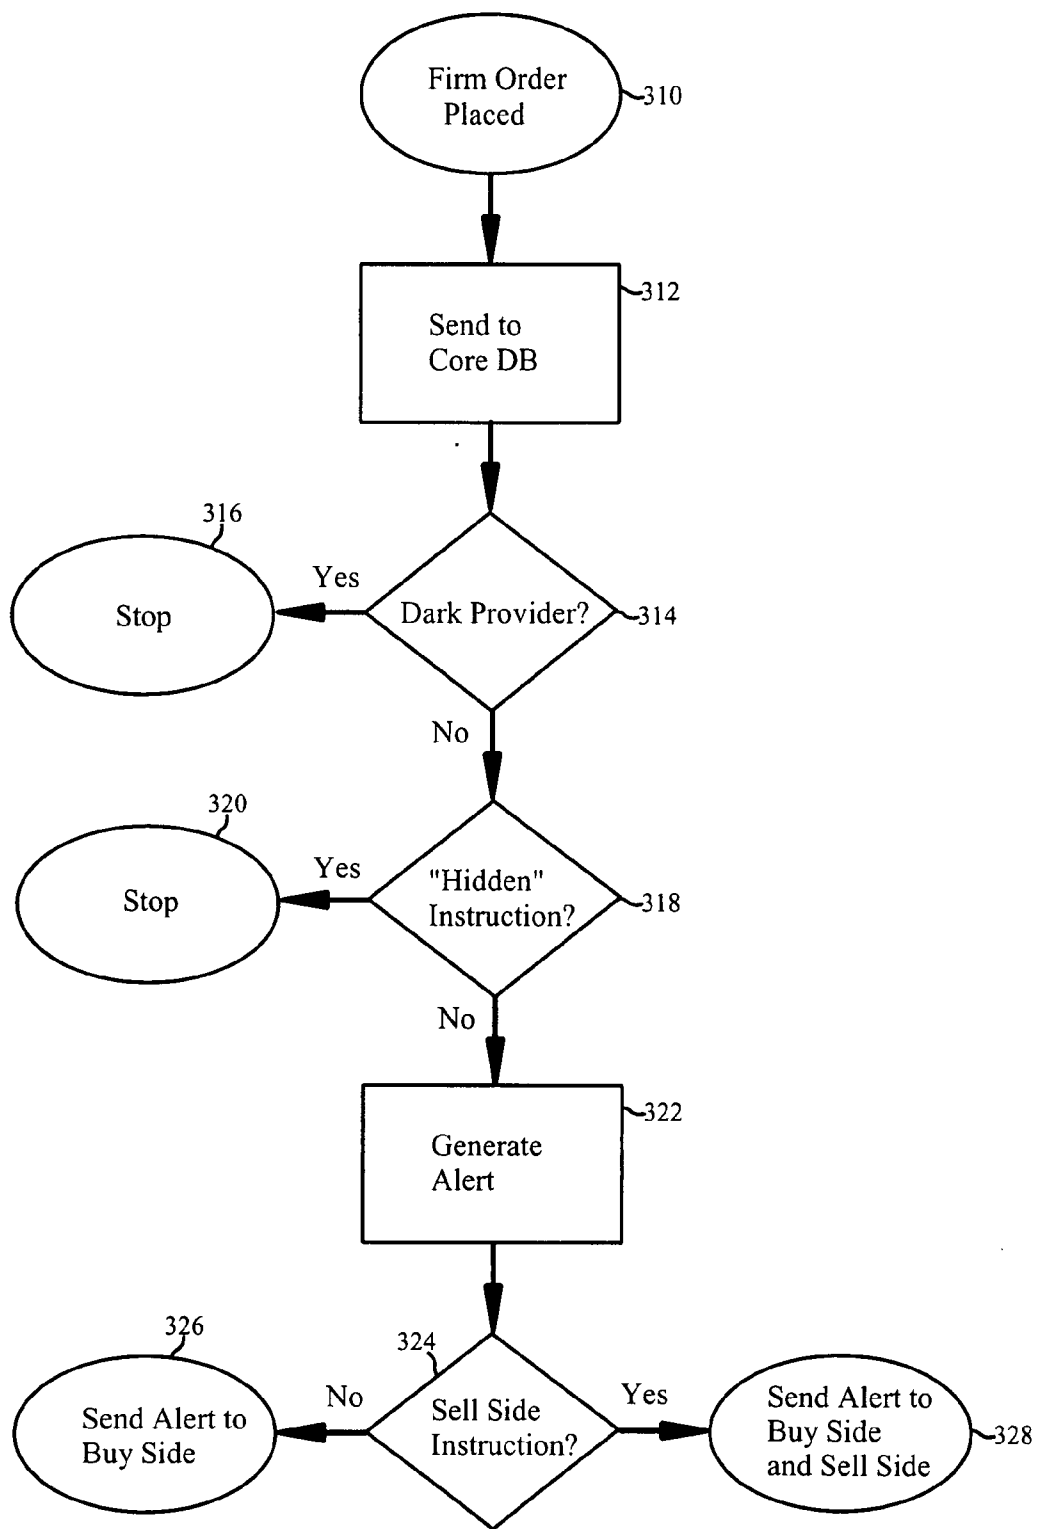 Firm Order
Placed
310
312
Send to
Core DB
316
Yes
Stop
Dark Provider?
314
No
320
Yes
"Hidden"
Instruction?
Stop
318
No
322
Generate
Alert
326
324
No
Yes
Send Alert to
Buy Side
Sell Side
Instruction?
Send Alert to
Buy Side
and Sell Side
328